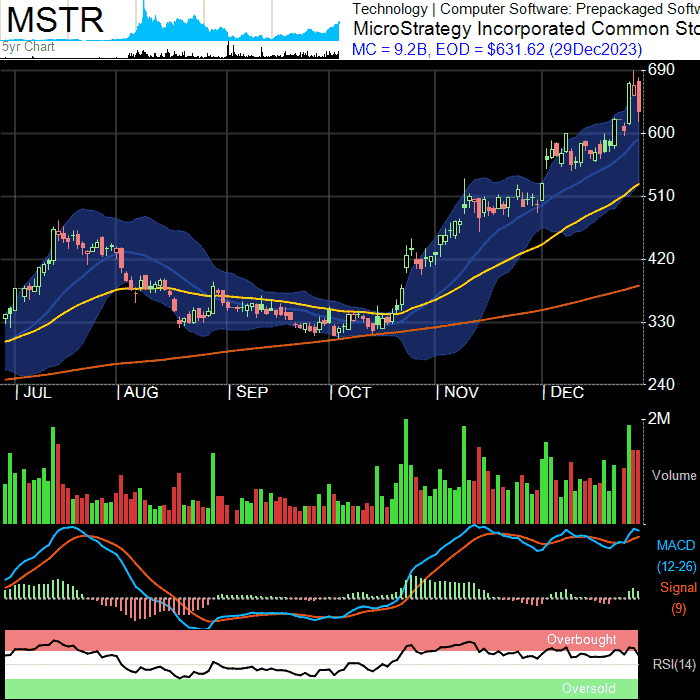 MSTR
5yr Chart
Technology | Computer Software: Prepackaged Softw
MicroStrategy Incorporated Common Sto
MC = 9.2B, EOD = $631.62 (29Dec2023)
690
600
510
420
330
240
JUL AUG SEP OCT NOV DEC
2M
Volume
MACD
(12-26)
Signal
(9)
Overbought
RSI(14)
Oversold